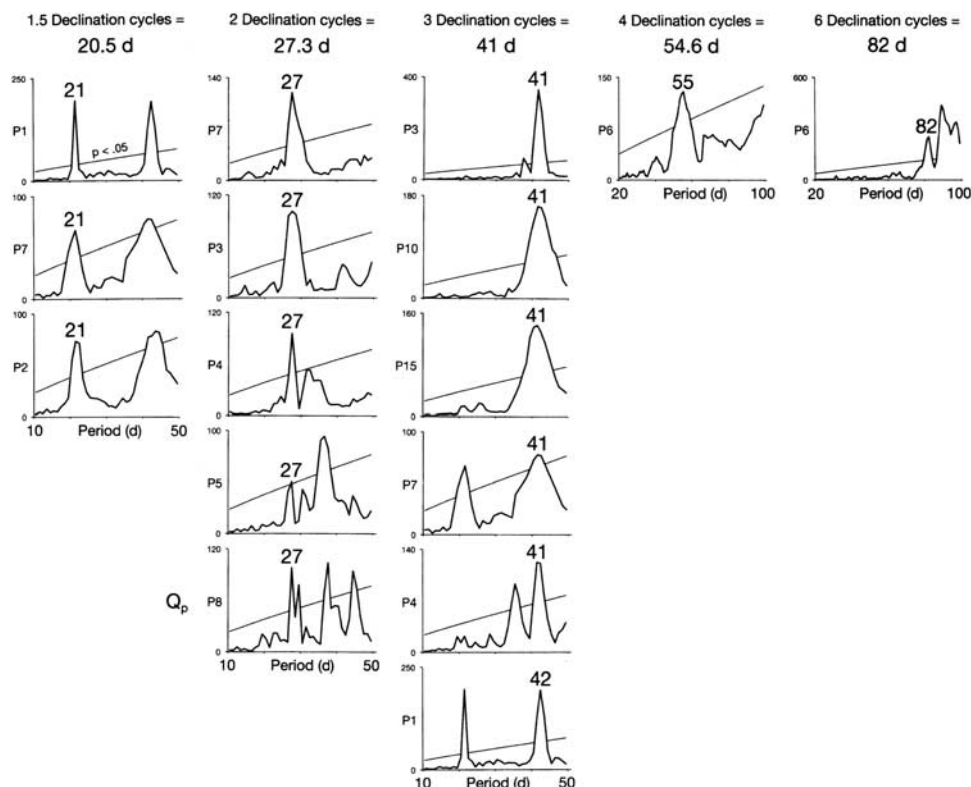 1.5 Declination cycles =
20.5 d
250
21
P1
p < .05
0
100
21
P7
0
100
21
P2
0
10 Period (d) 50
2 Declination cycles =
27.3 d
140
27
P7
0
120
27
P3
0
120
27
P4
0
100
27
P5
0
120
27
Qp P8
0
10 Period (d) 50
3 Declination cycles =
41 d
400
41
P3
0
180
41
P10
0
160
41
P15
0
100
41
P7
0
140
41
P4
0
250
42
P1
0
10 Period (d) 50
4 Declination cycles =
54.6 d
150
55
P6
0
20 Period (d) 100
6 Declination cycles =
82 d
600
82
P6
0
20 Period (d) 100